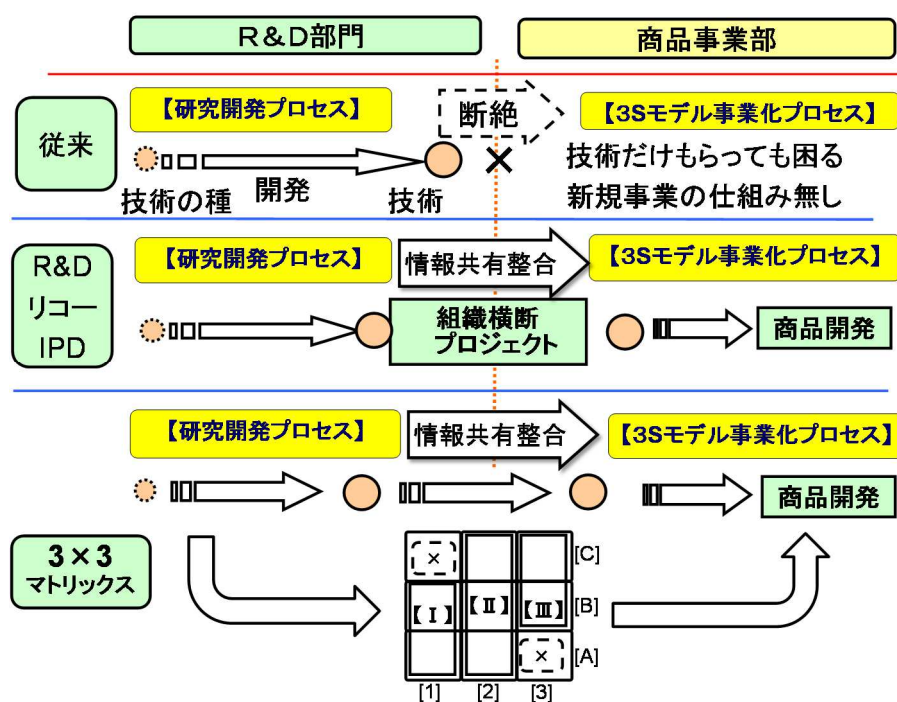 R&D部門
商品事業部
従来
【研究開発プロセス】
断絶
【3Sモデル事業化プロセス】
技術の種
開発
技術
×
技術だけもらっても困る
新規事業の仕組み無し
R&D
リコー
IPD
【研究開発プロセス】
情報共有整合
【3Sモデル事業化プロセス】
組織横断
プロジェクト
商品開発
【研究開発プロセス】
情報共有整合
【3Sモデル事業化プロセス】
商品開発
3×3
マトリックス
×
[C]
【Ⅰ】
【Ⅱ】
【Ⅲ】
[B]
×
[A]
[1]
[2]
[3]